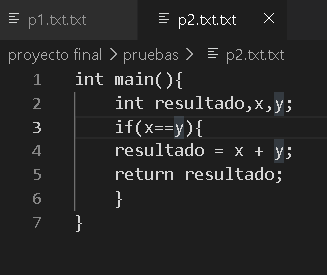 p1.txt.txt p2.txt.txt
proyecto final > pruebas > p2.txt.txt
1 int main(){
2 int resultado,x,y;
3 if(x==y){
4 resultado = x + y;
5 return resultado;
6 }
7 }